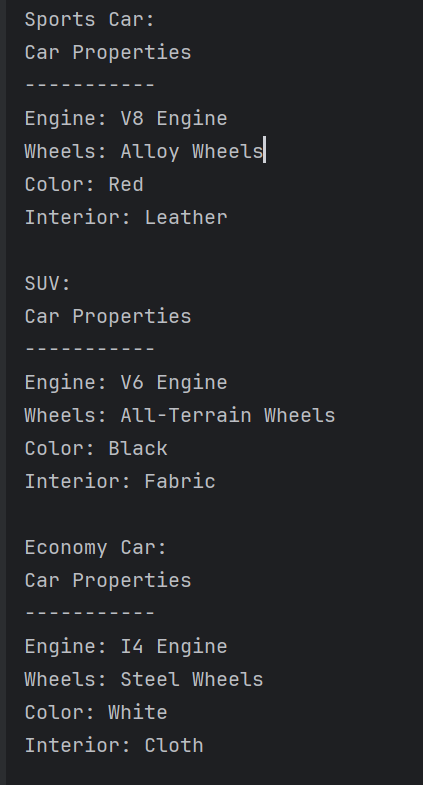 Sports Car:
Car Properties
-----------
Engine: V8 Engine
Wheels: Alloy Wheels
Color: Red
Interior: Leather

SUV:
Car Properties
-----------
Engine: V6 Engine
Wheels: All-Terrain Wheels
Color: Black
Interior: Fabric

Economy Car:
Car Properties
-----------
Engine: I4 Engine
Wheels: Steel Wheels
Color: White
Interior: Cloth